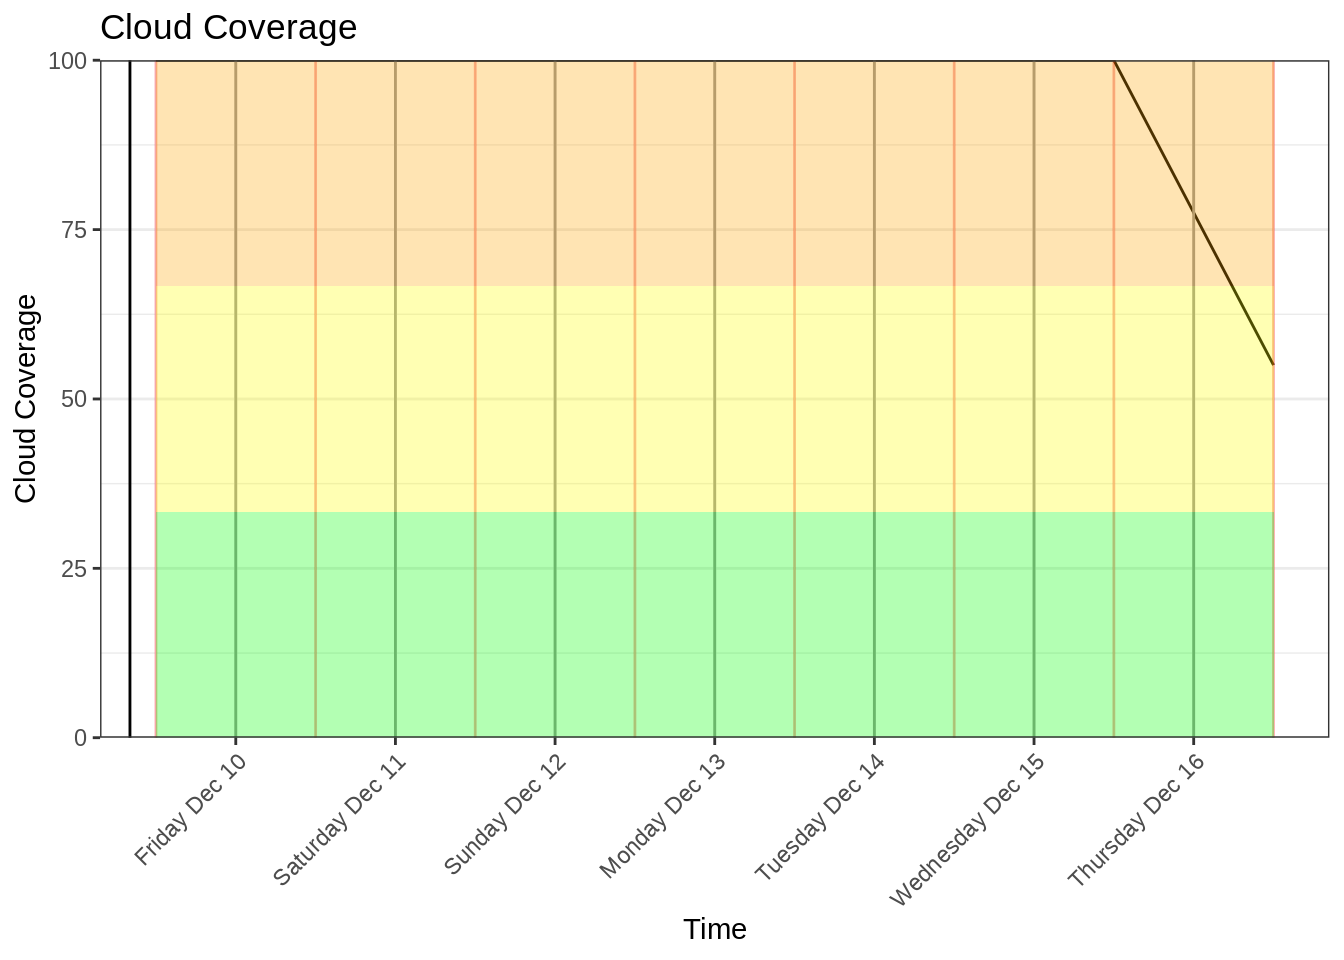 Cloud Coverage
Cloud Coverage
100
75
50
25
0
Friday Dec 10
Saturday Dec 11
Sunday Dec 12
Monday Dec 13
Tuesday Dec 14
Wednesday Dec 15
Thursday Dec 16
Time